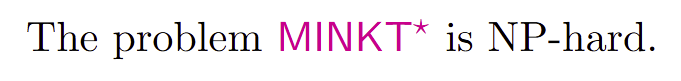 The problem MINKT⋆ is NP-hard.